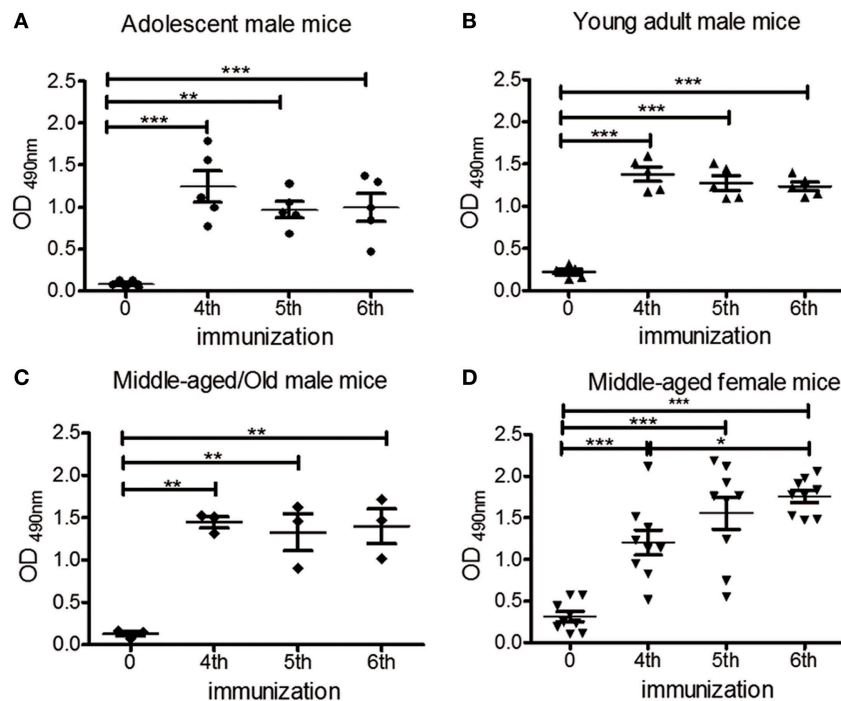 A
Adolescent male mice
***
**
***
2.5
2.0
1.5
1.0
0.5
0.0
OD 490nm
0 4th 5th 6th
immunization
B
Young adult male mice
***
***
***
2.5
2.0
1.5
1.0
0.5
0.0
OD 490nm
0 4th 5th 6th
immunization
C
Middle-aged/Old male mice
**
**
**
2.5
2.0
1.5
1.0
0.5
0.0
OD 490nm
0 4th 5th 6th
immunization
D
Middle-aged female mice
***
***
*** *
2.5
2.0
1.5
1.0
0.5
0.0
OD 490nm
0 4th 5th 6th
immunization